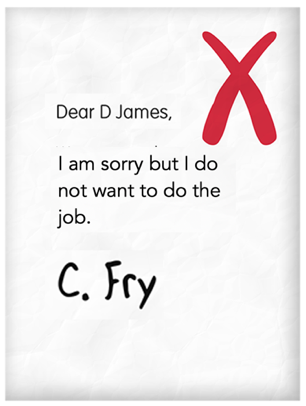 Dear D James,
I am sorry but I do
not want to do the
job.
C. Fry